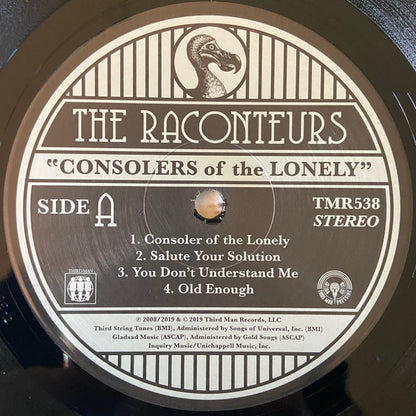 THE RACONTEURS
"CONSOLERS of the LONELY"
SIDE A
TMR538
STEREO
1. Consoler of the Lonely
2. Salute Your Solution
3. You Don't Understand Me
4. Old Enough
THIRD MAN
℗ 2008/2019 & © 2019 Third Man Records, LLC
Third String Tunes (BMI), Administered by Songs of Universal, Inc. (BMI)
Gladsad Music (ASCAP), Administered by Gold Songs (ASCAP)
Inquiry Music/Unichappell Music, Inc.